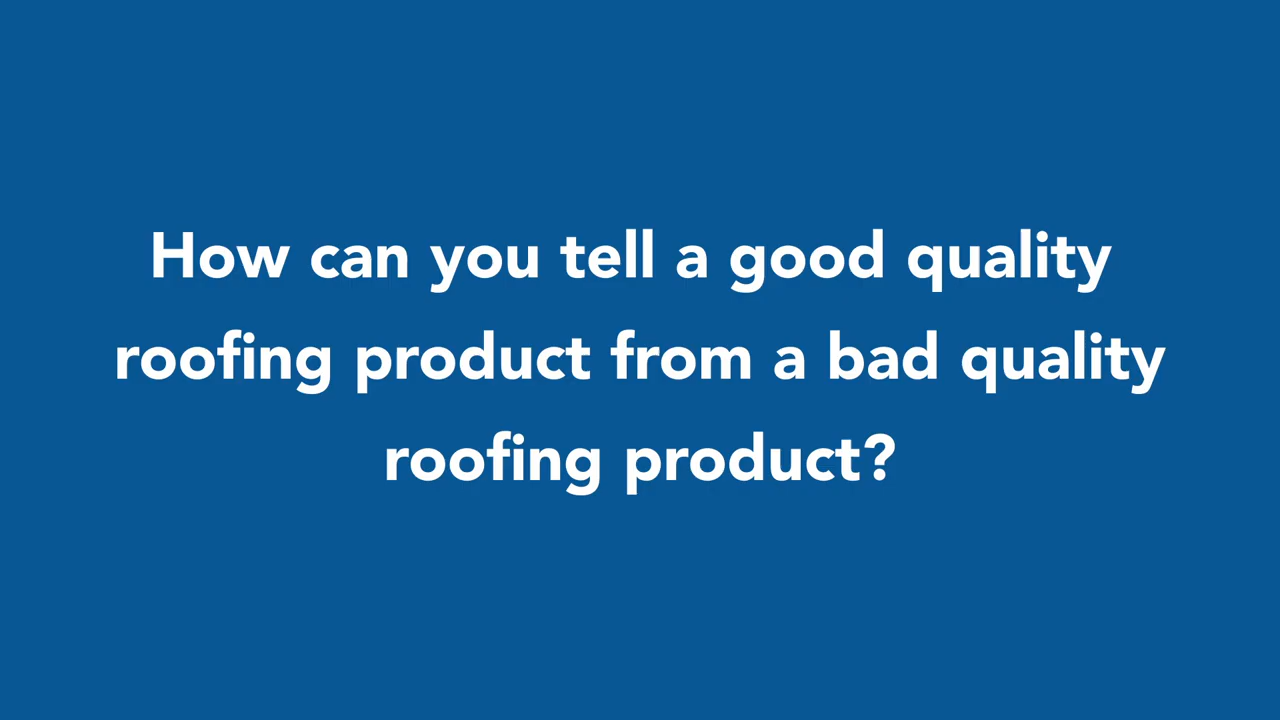 How can you tell a good quality
roofing product from a bad quality
roofing product?